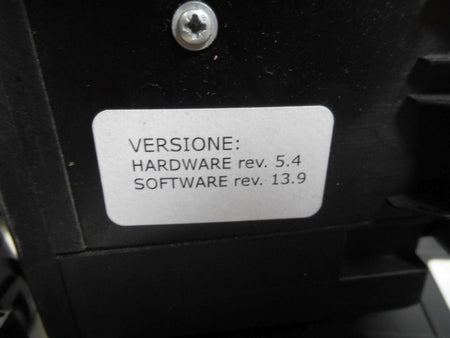 VERSIONE:
HARDWARE rev. 5.4
SOFTWARE rev. 13.9